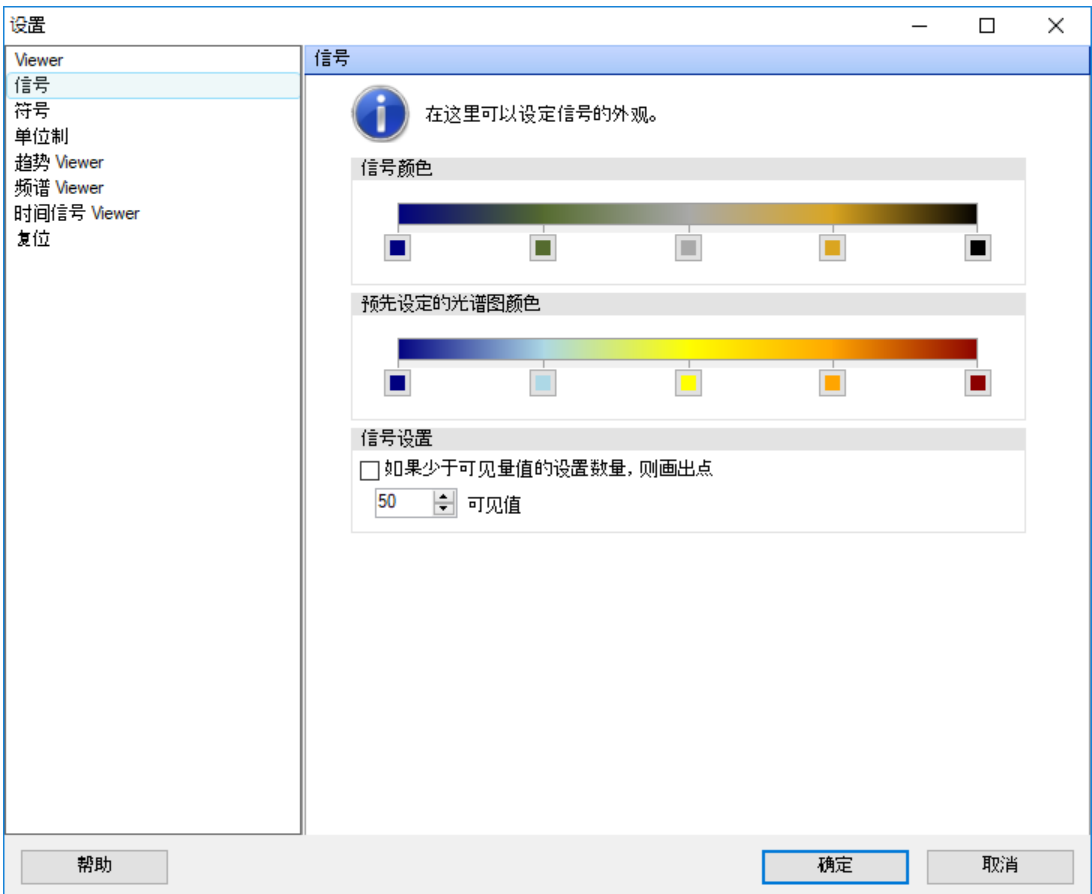 设置
Viewer
信号
符号
单位制
趋势 Viewer
频谱 Viewer
时间信号 Viewer
复位
信号
在这里可以设定信号的外观。
信号颜色
预先设定的光谱图颜色
信号设置
如果少于可见量值的设置数量，则画出点
50 可见值
帮助 确定 取消